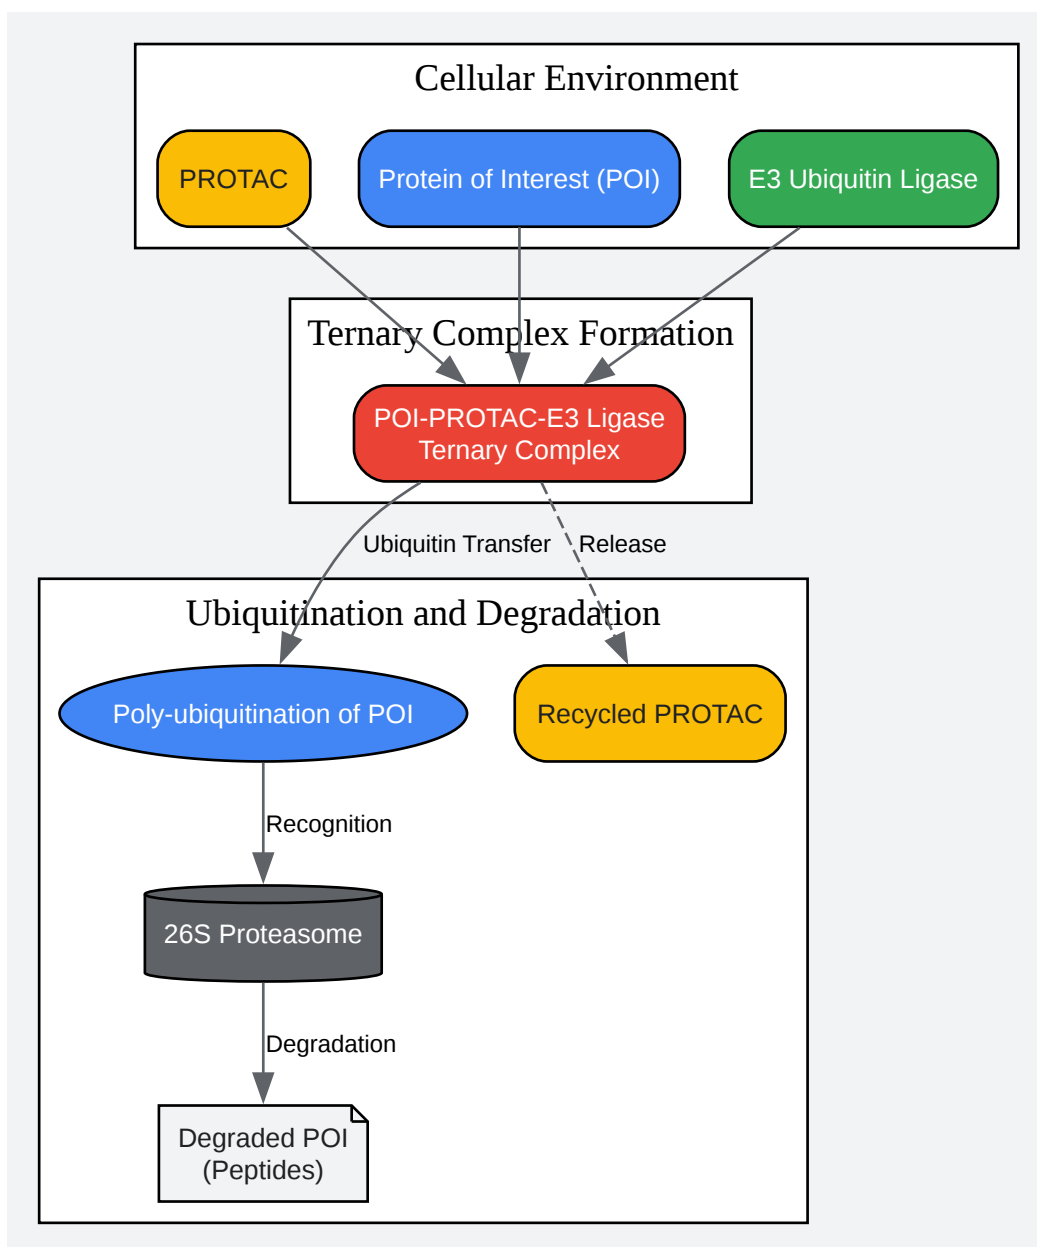 Cellular Environment
PROTAC
Protein of Interest (POI)
E3 Ubiquitin Ligase
Ternary Complex Formation
POI-PROTAC-E3 Ligase
Ternary Complex
Ubiquitin Transfer
Release
Ubiquitination and Degradation
Poly-ubiquitination of POI
Recycled PROTAC
Recognition
26S Proteasome
Degradation
Degraded POI
(Peptides)